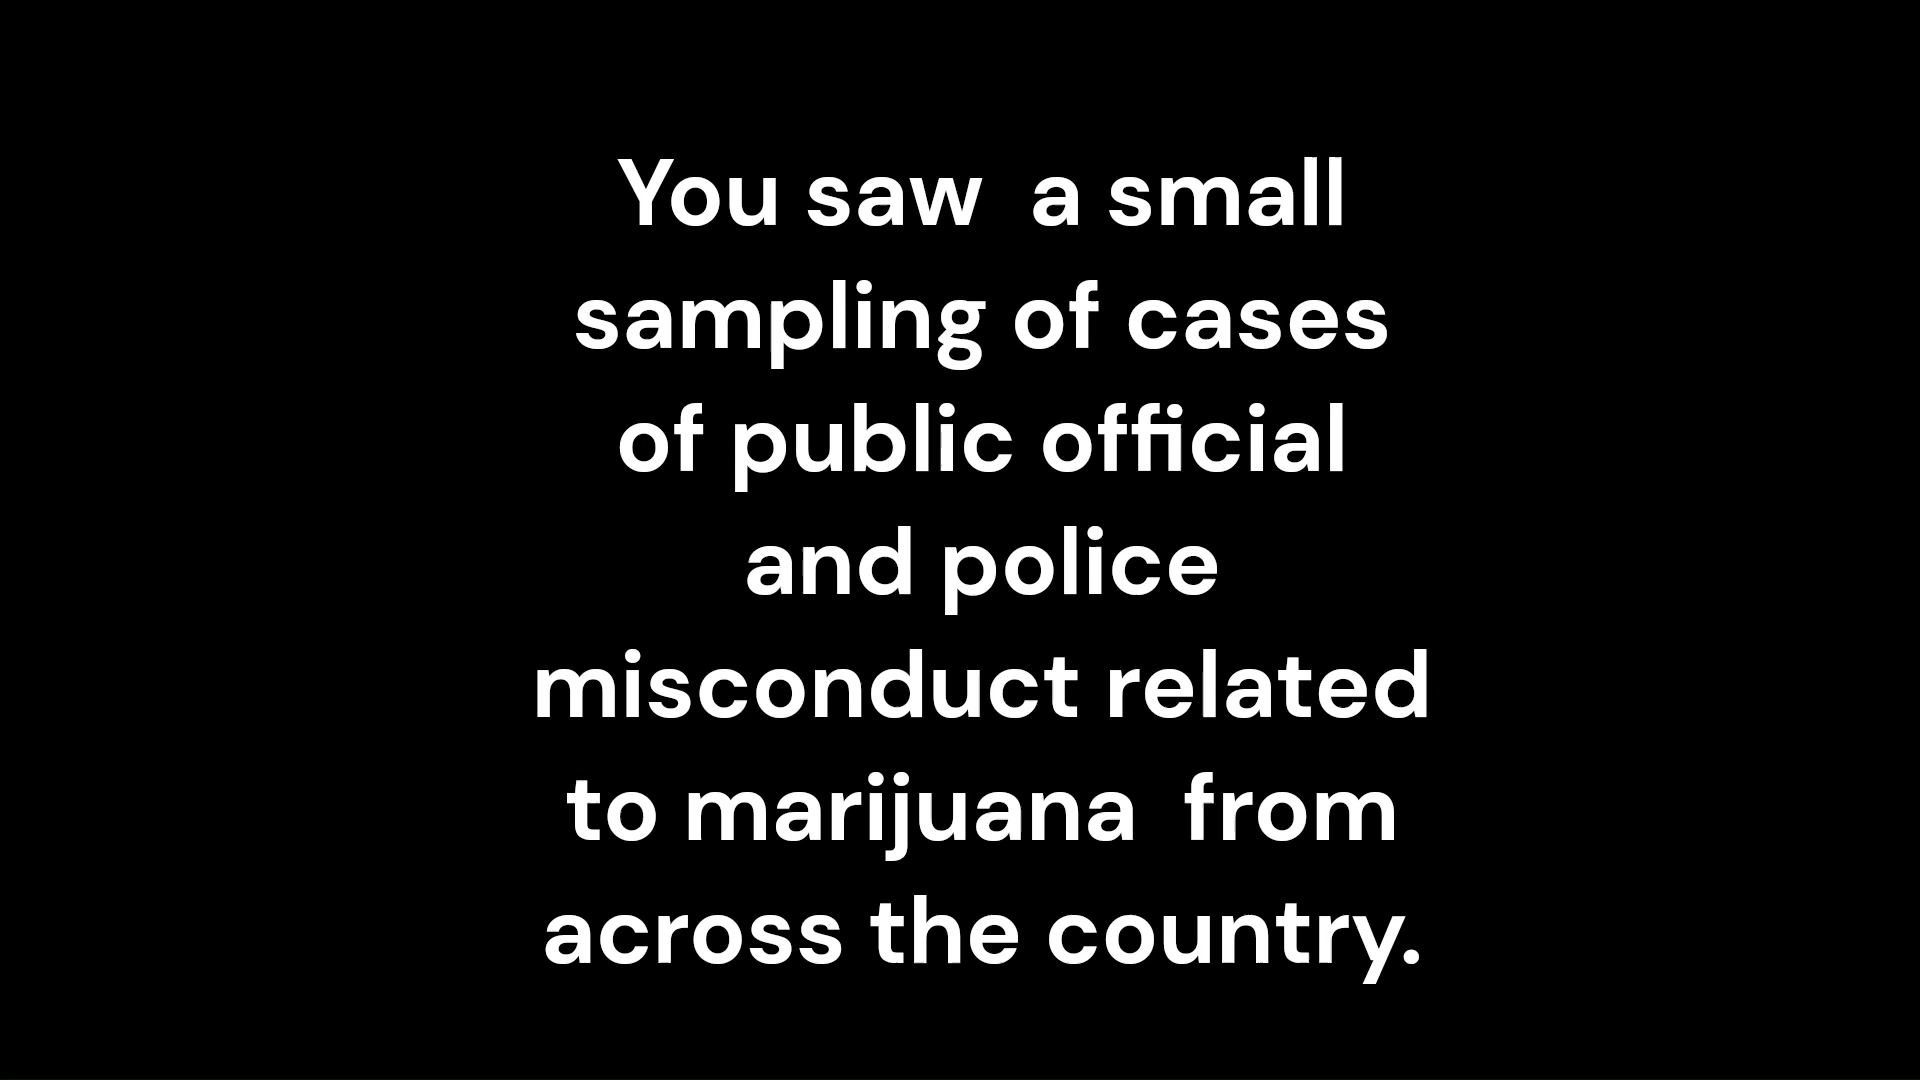 You saw  a small
sampling of cases
of public official
and police
misconduct related
to marijuana  from
across the country.